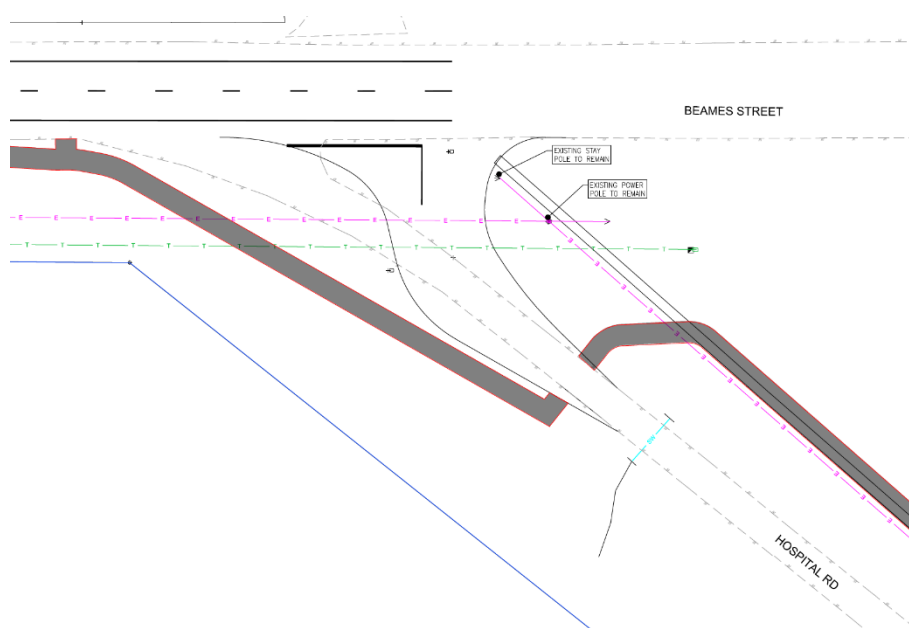 BEAMES STREET
EXISTING STAY
POLE TO REMAIN
EXISTING POWER
POLE TO REMAIN
E E E E E E E E E E E E
T T T T T T T T T T T T T T
E
E
E
E
E
E
E
HOSPITAL RD